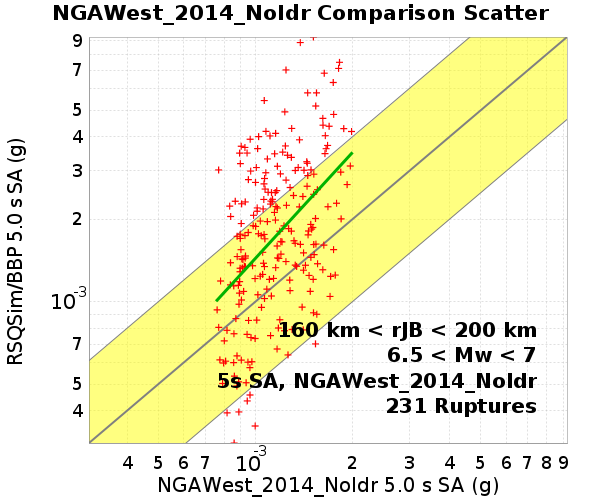 NGAWest_2014_NoIdr Comparison Scatter
RSQSim/BBP 5.0 s SA (g)
9
7
5
4
3
2
10-3
7
5
4
160 km < rJB < 200 km
6.5 < Mw < 7
5s SA, NGAWest_2014_NoIdr
231 Ruptures
4 5 6 7 10-3 2 3 4 5 6 7 8 9
NGAWest_2014_NoIdr 5.0 s SA (g)